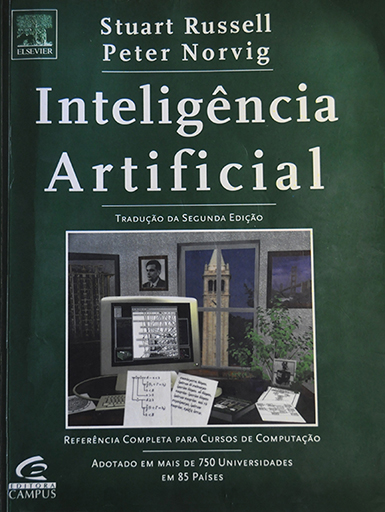 Stuart Russell
Peter Norvig
ELSEVIER
Inteligência
Artificial
TRADUÇÃO DA SEGUNDA EDIÇÃO
REFERÊNCIA COMPLETA PARA CURSOS DE COMPUTAÇÃO
ADOTADO EM MAIS DE 750 UNIVERSIDADES
EM 85 PAÍSES
EDITORA
CAMPUS